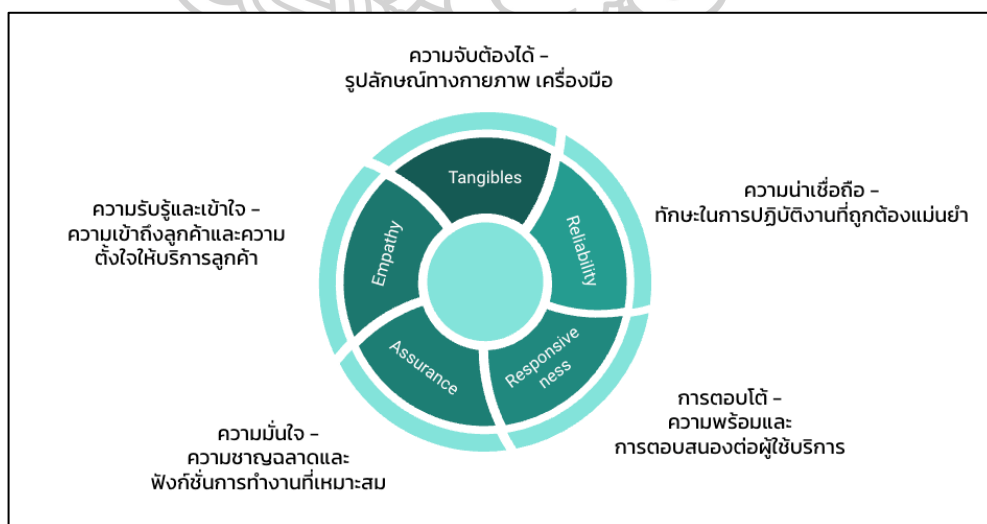 ความจับต้องได้ –
รูปลักษณ์ทางกายภาพ เครื่องมือ
Tangibles
ความน่าเชื่อถือ –
ทักษะในการปฏิบัติงานที่ถูกต้องแม่นยำ
Reliability
การตอบโต้ –
ความพร้อมและ
การตอบสนองต่อผู้ใช้บริการ
Responsive
ness
ความมั่นใจ –
ความชาญฉลาดและ
ฟังก์ชั่นการทำงานที่เหมาะสม
Assurance
ความรับรู้และเข้าใจ –
ความเข้าถึงลูกค้าและความ
ตั้งใจให้บริการลูกค้า
Empathy